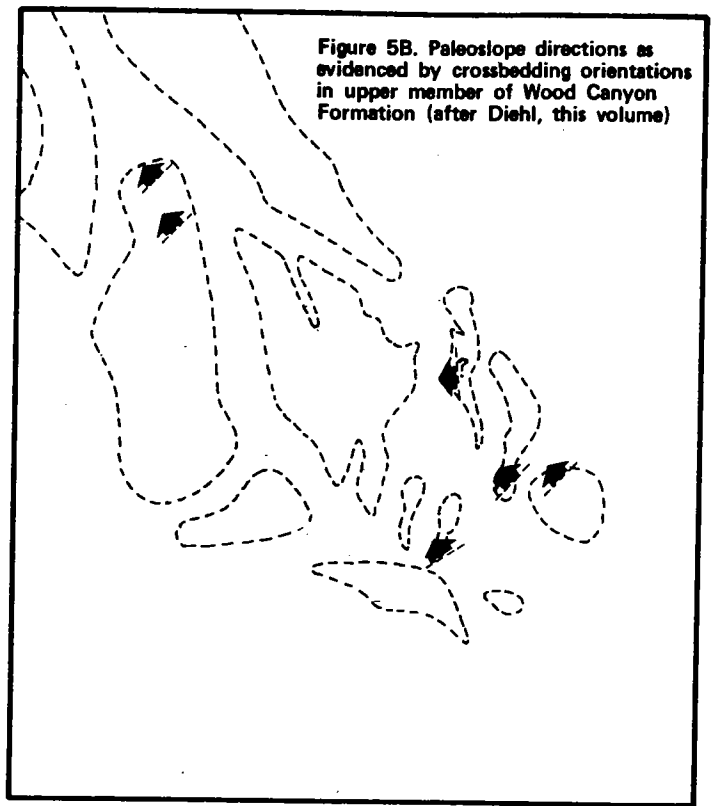 Figure 5B. Paleoslope directions as
evidenced by crossbedding orientations
in upper member of Wood Canyon
Formation (after Diehl, this volume)